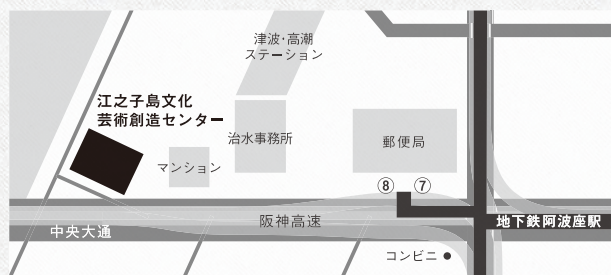 津波･高潮
ステーション
江之子島文化
芸術創造センター
治水事務所
郵便局
マンション
⑧ ⑦
阪神高速
地下鉄阿波座駅
中央大通
コンビニ